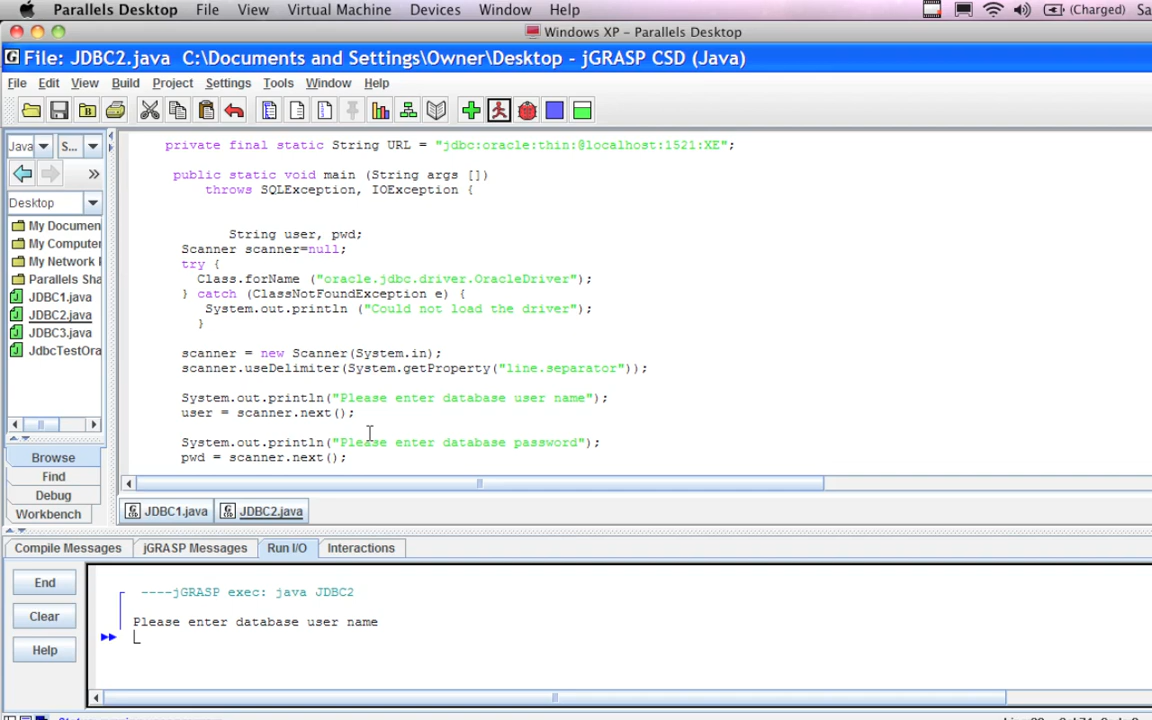 Parallels Desktop File View Virtual Machine Devices Window Help (Charged) Sa
Windows XP - Parallels Desktop
File: JDBC2.java C:\Documents and Settings\Owner\Desktop - jGRASP CSD (Java)
File Edit View Build Project Settings Tools Window Help
Java S...
Desktop
My Documen
My Computer
My Network
Parallels Sha
JDBC1.java
JDBC2.java
JDBC3.java
JdbcTestOra
Browse
Find
Debug
Workbench
private final static String URL = "jdbc:oracle:thin:@localhost:1521:XE";
public static void main (String args [])
throws SQLException, IOException {
String user, pwd;
Scanner scanner=null;
try {
Class.forName ("oracle.jdbc.driver.OracleDriver");
} catch (ClassNotFoundException e) {
System.out.println ("Could not load the driver");
}
scanner = new Scanner(System.in);
scanner.useDelimiter(System.getProperty("line.separator"));
System.out.println("Please enter database user name");
user = scanner.next();
System.out.println("Please enter database password");
pwd = scanner.next();
JDBC1.java JDBC2.java
Compile Messages jGRASP Messages Run I/O Interactions
End
Clear
Help
----jGRASP exec: java JDBC2
Please enter database user name